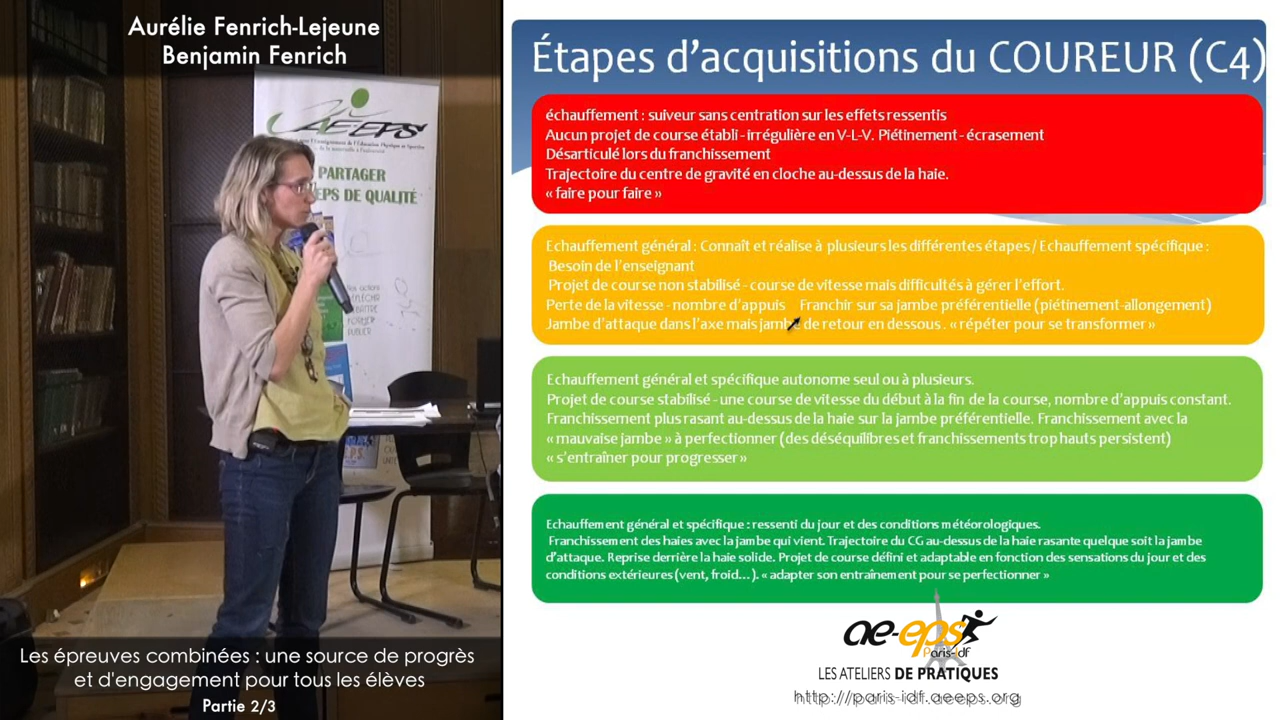 Aurélie Fenrich-Lejeune
Benjamin Fenrich
AE-EPS
PARTAGER
EPS DE QUALITÉ
Les épreuves combinées : une source de progrès
et d'engagement pour tous les élèves
Partie 2/3
Étapes d'acquisitions du COUREUR (C4)
échauffement : suiveur sans centration sur les effets ressentis
Aucun projet de course établi - irrégulière en V-L-V. Piétinement - écrasement
Désarticulé lors du franchissement
Trajectoire du centre de gravité en cloche au-dessus de la haie.
« faire pour faire »
Echauffement général : Connaît et réalise à plusieurs les différentes étapes / Echauffement spécifique :
Besoin de l'enseignant
Projet de course non stabilisé - course de vitesse mais difficultés à gérer l'effort.
Perte de la vitesse - nombre d'appuis Franchir sur sa jambe préférentielle (piétinement-allongement)
Jambe d'attaque dans l'axe mais jambe de retour en dessous . « répéter pour se transformer »
Echauffement général et spécifique autonome seul ou à plusieurs.
Projet de course stabilisé - une course de vitesse du début à la fin de la course, nombre d'appuis constant.
Franchissement plus rasant au-dessus de la haie sur la jambe préférentielle. Franchissement avec la
« mauvaise jambe » à perfectionner (des déséquilibres et franchissements trop hauts persistent)
« s'entraîner pour progresser »
Echauffement général et spécifique : ressenti du jour et des conditions météorologiques.
Franchissement des haies avec la jambe qui vient. Trajectoire du CG au-dessus de la haie rasante quelque soit la jambe
d'attaque. Reprise derrière la haie solide. Projet de course défini et adaptable en fonction des sensations du jour et des
conditions extérieures (vent, froid...). « adapter son entraînement pour se perfectionner »
ae-eps
Paris-idf
LES ATELIERS DE PRATIQUES
http://paris-idf.aeeps.org